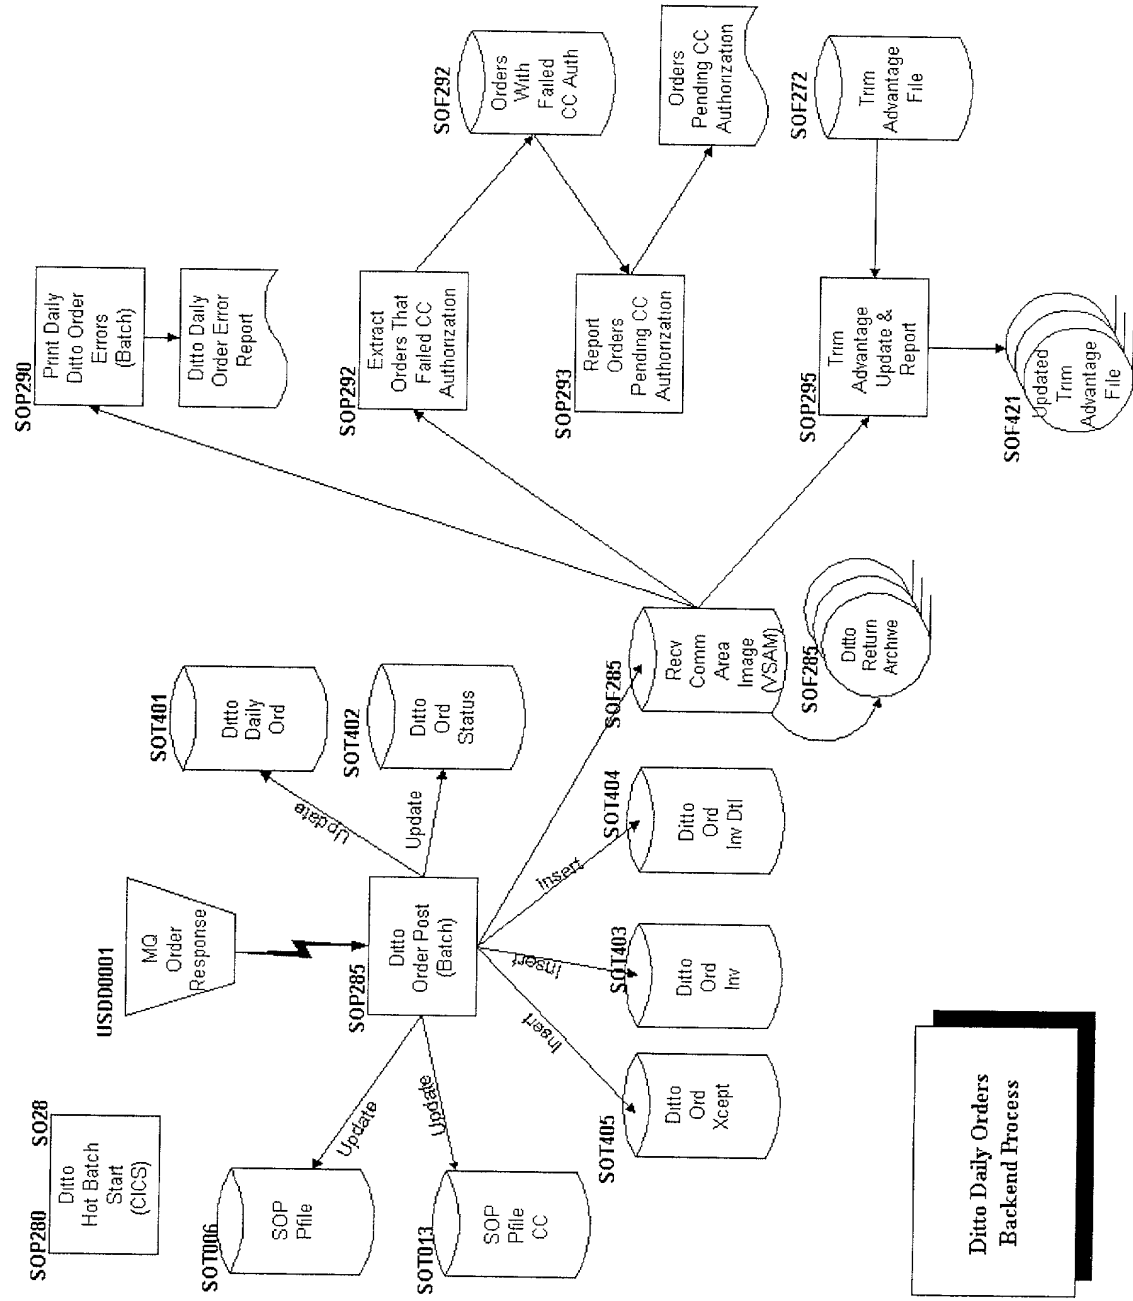 SOP280
SO28
Ditto
Hot Batch
Start
(CICS)
USDD0001
MQ
Order
Response
SOT401
Ditto
Daily
Ord
SOP290
Print Daily
Ditto Order
Errors
(Batch)
Ditto Daily
Order Error
Report
SOT006
SOP
Pfile
Update
SOP285
Ditto
Order Post
(Batch)
Update
Update
SOT402
Ditto
Ord
Status
SOP292
Extract
Orders That
Failed CC
Authorization
SOF292
Orders
With
Failed
CC Auth
SOT013
SOP
Pfile
CC
Update
Insert
Insert
Insert
SOP293
Report
Orders
Pending CC
Authorization
Orders
Pending CC
Authorization
SOT405
Ditto
Ord
Xcept
SOT403
Ditto
Ord
Inv
SOT404
Ditto
Ord
Inv Dtl
SOF285
Recv
Comm
Area
Image
(VSAM)
SOF285
Ditto
Return
Archive
SOP295
Trim
Advantage
Update &
Report
SOF272
Trim
Advantage
File
SOF421
Updated
Trim
Advantage
File
Ditto Daily Orders
Backend Process